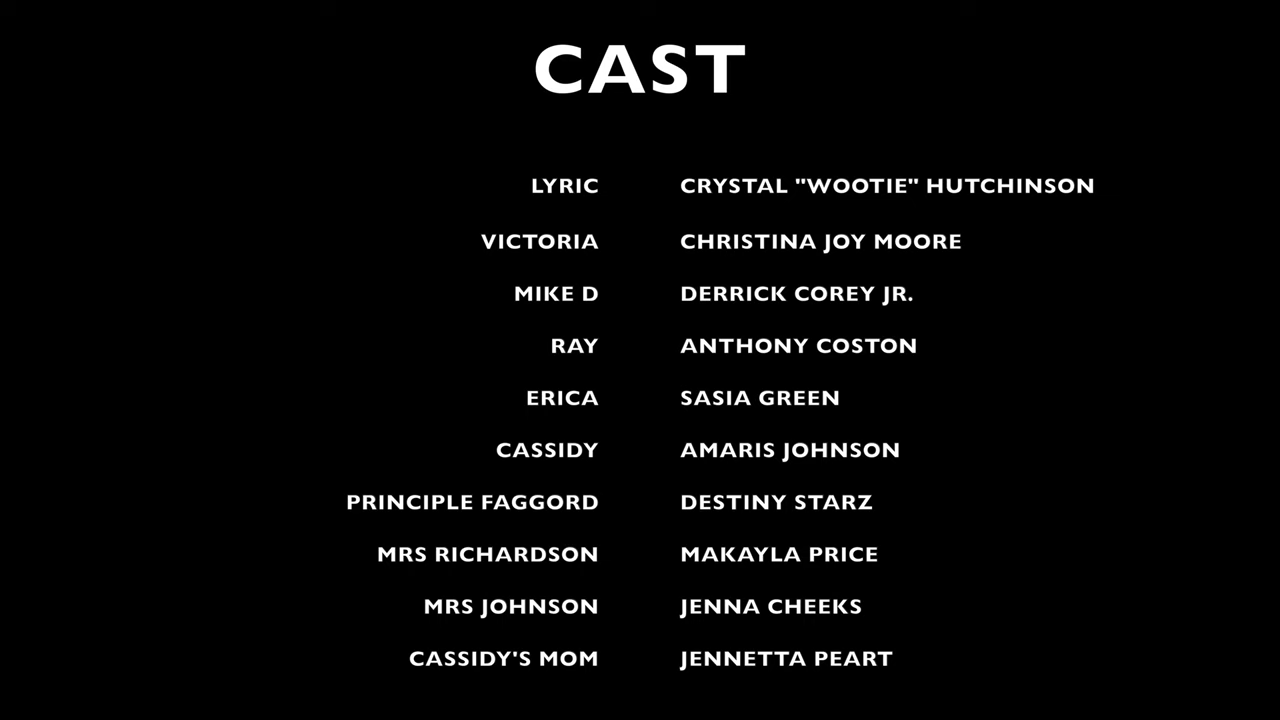 CAST
LYRIC CRYSTAL "WOOTIE" HUTCHINSON
VICTORIA CHRISTINA JOY MOORE
MIKE D DERRICK COREY JR.
RAY ANTHONY COSTON
ERICA SASIA GREEN
CASSIDY AMARIS JOHNSON
PRINCIPLE FAGGORD DESTINY STARZ
MRS RICHARDSON MAKAYLA PRICE
MRS JOHNSON JENNA CHEEKS
CASSIDY'S MOM JENNETTA PEART